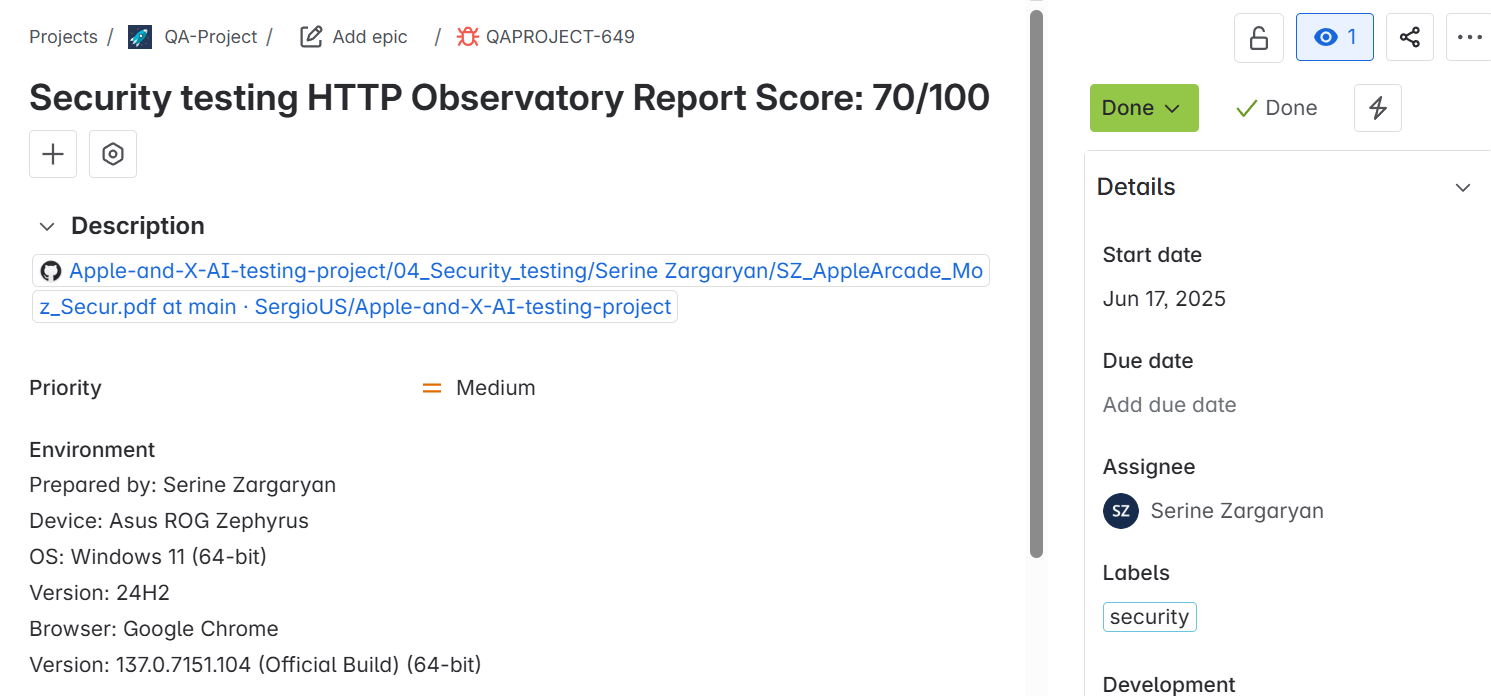 Projects / QA-Project / Add epic / QAPROJECT-649
Security testing HTTP Observatory Report Score: 70/100
Description
Apple-and-X-AI-testing-project/04_Security_testing/Serine Zargaryan/SZ_AppleArcade_Mo
z_Secur.pdf at main · SergioUS/Apple-and-X-AI-testing-project
Priority
Medium
Environment
Prepared by: Serine Zargaryan
Device: Asus ROG Zephyrus
OS: Windows 11 (64-bit)
Version: 24H2
Browser: Google Chrome
Version: 137.0.7151.104 (Official Build) (64-bit)
1
Done
Done
Details
Start date
Jun 17, 2025
Due date
Add due date
Assignee
SZ Serine Zargaryan
Labels
security
Development